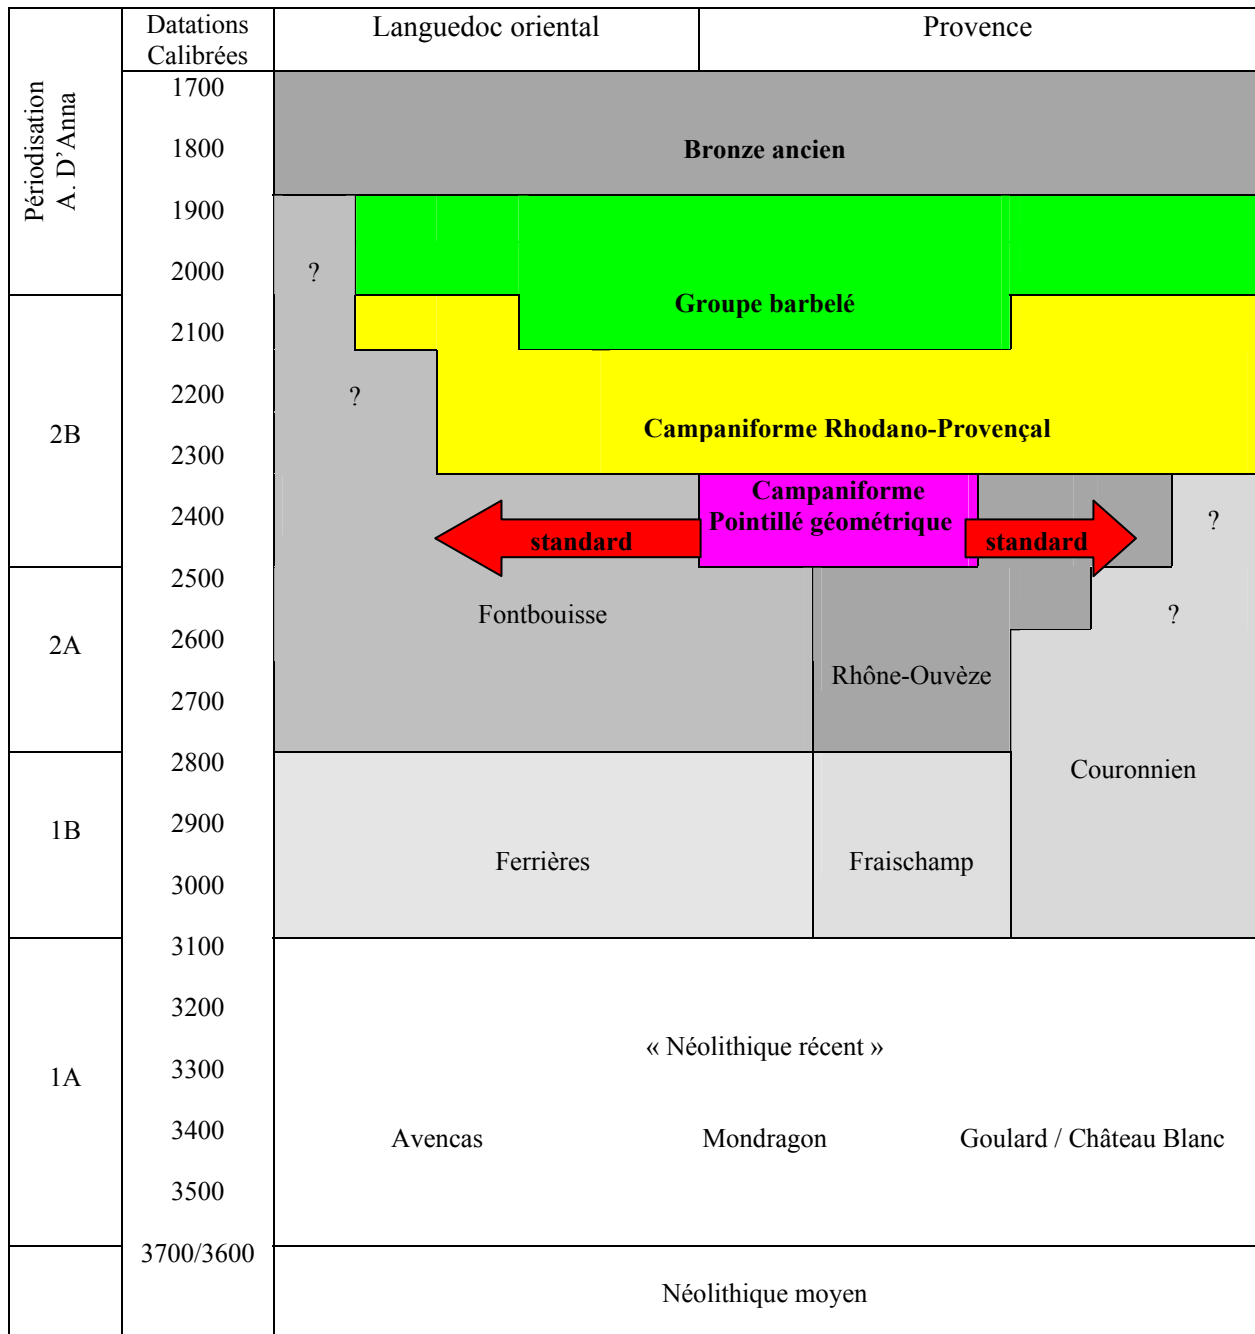 Périodisation
A. D'Anna
Datations
Calibrées
Languedoc oriental
Provence
1700
1800
Bronze ancien
1900
2000
?
Groupe barbelé
2100
2200
?
2B
Campaniforme Rhodano-Provençal
2300
Campaniforme
Pointillé géométrique
2400
?
standard
standard
2500
Fontbouisse
?
2600
2A
Rhône-Ouvèze
2700
2800
Couronnien
2900
1B
Ferrières
Fraischamp
3000
3100
3200
« Néolithique récent »
3300
1A
3400
Avencas
Mondragon
Goulard / Château Blanc
3500
3700/3600
Néolithique moyen